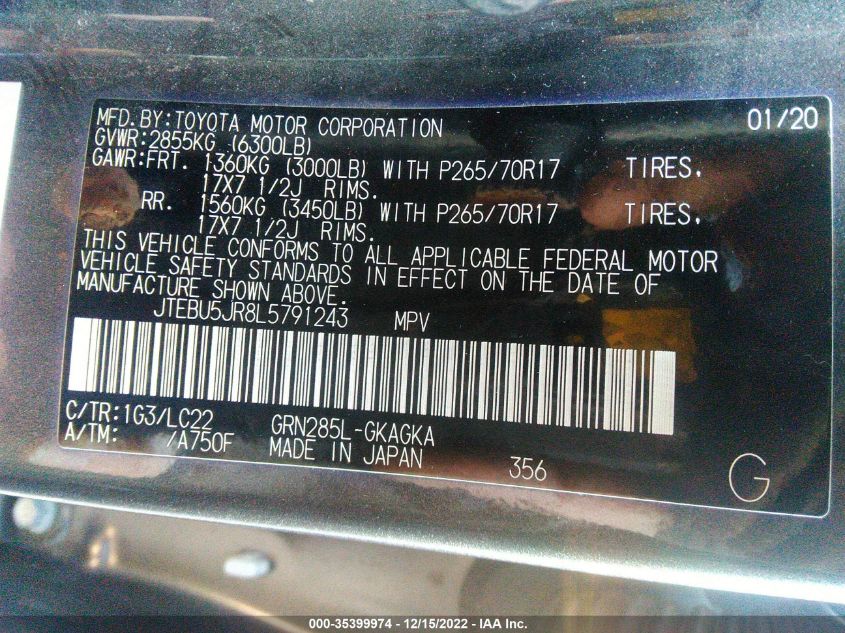 MFD.BY:TOYOTA MOTOR CORPORATION 01/20
GVWR:2855KG (6300LB)
GAWR:FRT. 1360KG (3000LB) WITH P265/70R17 TIRES.
17X7 1/2J RIMS.
RR. 1560KG (3450LB) WITH P265/70R17 TIRES.
17X7 1/2J RIMS.
THIS VEHICLE CONFORMS TO ALL APPLICABLE FEDERAL MOTOR
VEHICLE SAFETY STANDARDS IN EFFECT ON THE DATE OF
MANUFACTURE SHOWN ABOVE.
JTEBU5JR8L5791243 MPV
C/TR:1G3/LC22 GRN285L-GKAGKA
A/TM: /A750F MADE IN JAPAN 356
G
000-35399974 - 12/15/2022 - IAA Inc.